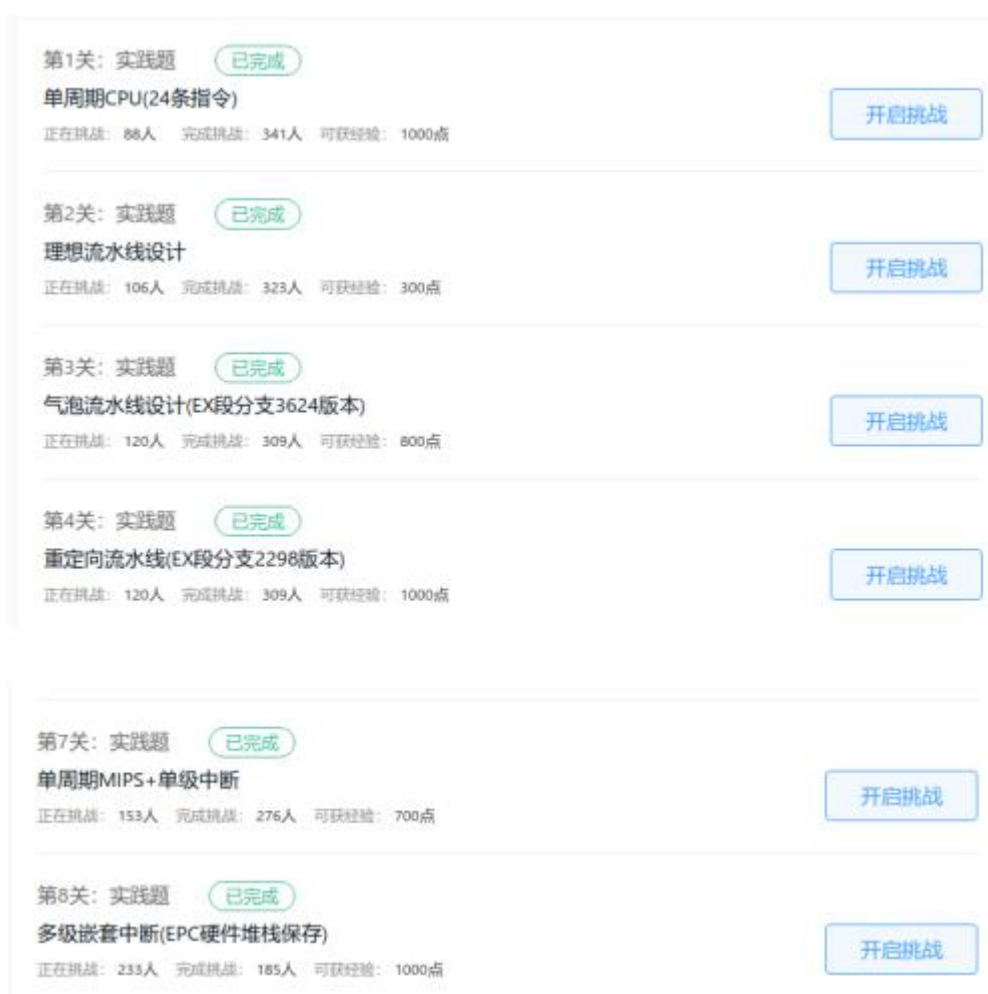 第1关：实践题 已完成
单周期CPU(24条指令)
正在挑战：88人 完成挑战：341人 可获经验：1000点
开启挑战
第2关：实践题 已完成
理想流水线设计
正在挑战：106人 完成挑战：323人 可获经验：300点
开启挑战
第3关：实践题 已完成
气泡流水线设计(EX段分支3624版本)
正在挑战：120人 完成挑战：309人 可获经验：800点
开启挑战
第4关：实践题 已完成
重定向流水线(EX段分支2298版本)
正在挑战：120人 完成挑战：309人 可获经验：1000点
开启挑战
第7关：实践题 已完成
单周期MIPS+单级中断
正在挑战：153人 完成挑战：276人 可获经验：700点
开启挑战
第8关：实践题 已完成
多级嵌套中断(EPC硬件堆栈保存)
正在挑战：233人 完成挑战：185人 可获经验：1000点
开启挑战